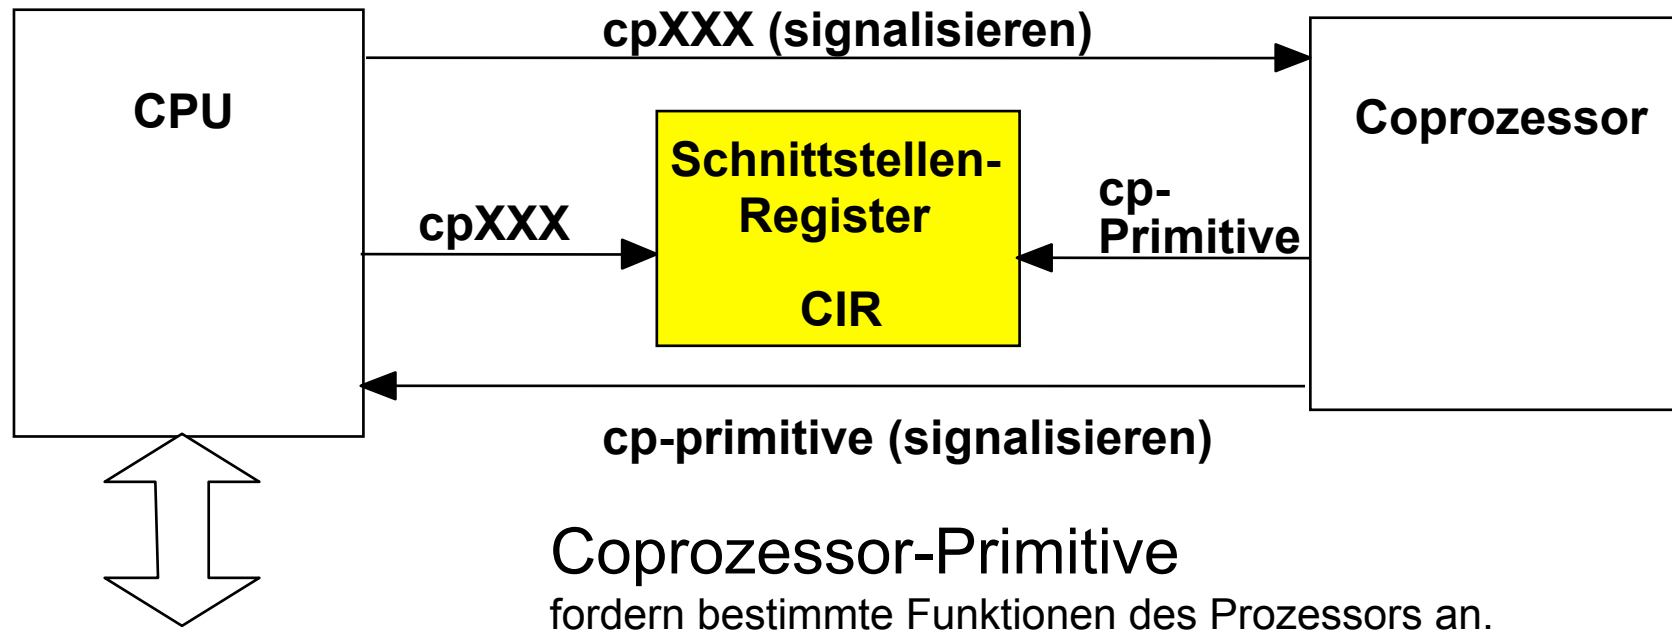 cpXXX (signalisieren)
CPU
Coprozessor
Schnittstellen-
Register
CIR
cpXXX
cp-
Primitive
cp-primitive (signalisieren)
Coprozessor-Primitive
fordern bestimmte Funktionen des Prozessors an.